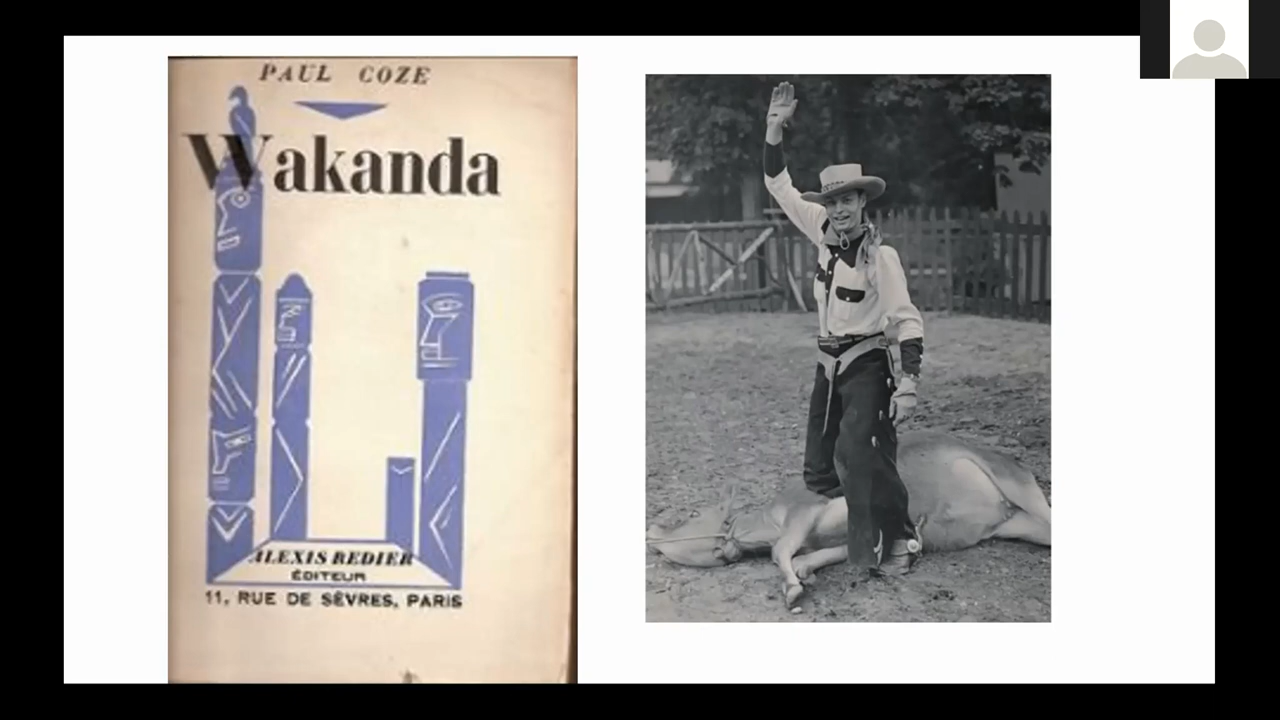 PAUL COZE
Wakanda
ALEXIS REDIER
ÉDITEUR
11, RUE DE SÈVRES, PARIS